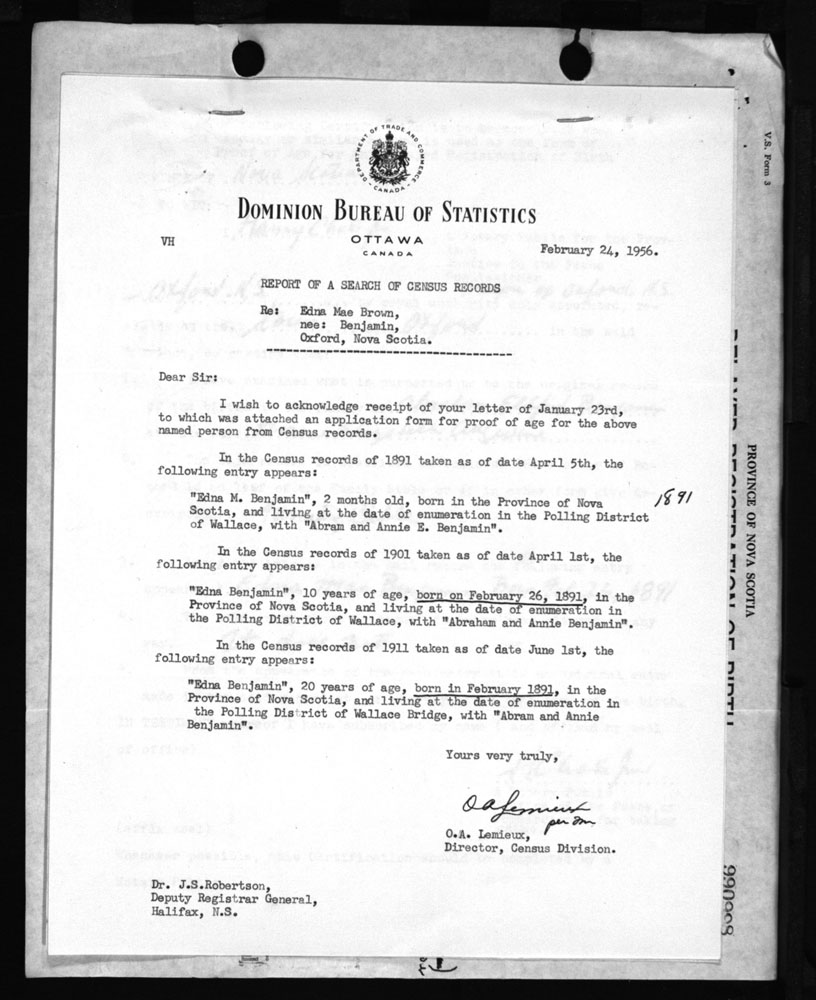 DEPARTMENT OF TRADE AND COMMERCE
CANADA
DOMINION BUREAU OF STATISTICS
OTTAWA
CANADA
VH
February 24, 1956.
REPORT OF A SEARCH OF CENSUS RECORDS
Re: Edna Mae Brown,
nee: Benjamin,
Oxford, Nova Scotia.
Dear Sir:
I wish to acknowledge receipt of your letter of January 23rd,
to which was attached an application form for proof of age for the above
named person from Census records.
In the Census records of 1891 taken as of date April 5th, the
following entry appears:
"Edna M. Benjamin", 2 months old, born in the Province of Nova
Scotia, and living at the date of enumeration in the Polling District
of Wallace, with "Abram and Annie E. Benjamin".
1891
In the Census records of 1901 taken as of date April 1st, the
following entry appears:
"Edna Benjamin", 10 years of age, born on February 26, 1891, in the
Province of Nova Scotia, and living at the date of enumeration in
the Polling District of Wallace, with "Abraham and Annie Benjamin".
In the Census records of 1911 taken as of date June 1st, the
following entry appears:
"Edna Benjamin", 20 years of age, born in February 1891, in the
Province of Nova Scotia, and living at the date of enumeration in
the Polling District of Wallace Bridge, with "Abram and Annie
Benjamin".
Yours very truly,
O A Lemieux
per
O.A. Lemieux,
Director, Census Division.
Dr. J.S.Robertson,
Deputy Registrar General,
Halifax, N.S.
V.S. Form 3
PROVINCE OF NOVA SCOTIA
REGISTRATION OF BIRTH